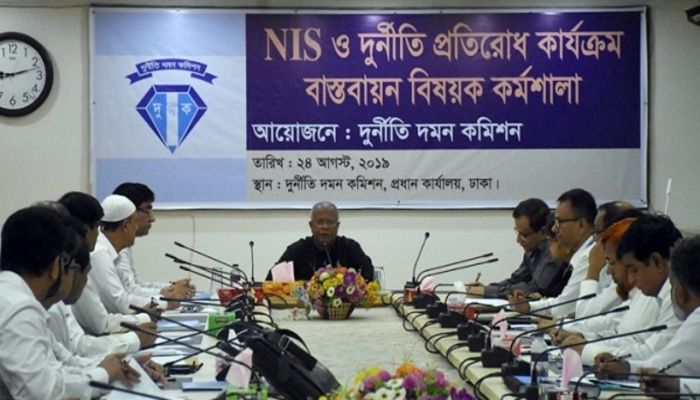 দুর্নীতি দমন কমিশন
দুদক
NIS ও দুর্নীতি প্রতিরোধ কার্যক্রম
বাস্তবায়ন বিষয়ক কর্মশালা
আয়োজনে : দুর্নীতি দমন কমিশন
তারিখ : ২৪ আগস্ট, ২০১৯
স্থান : দুর্নীতি দমন কমিশন, প্রধান কার্যালয়, ঢাকা।